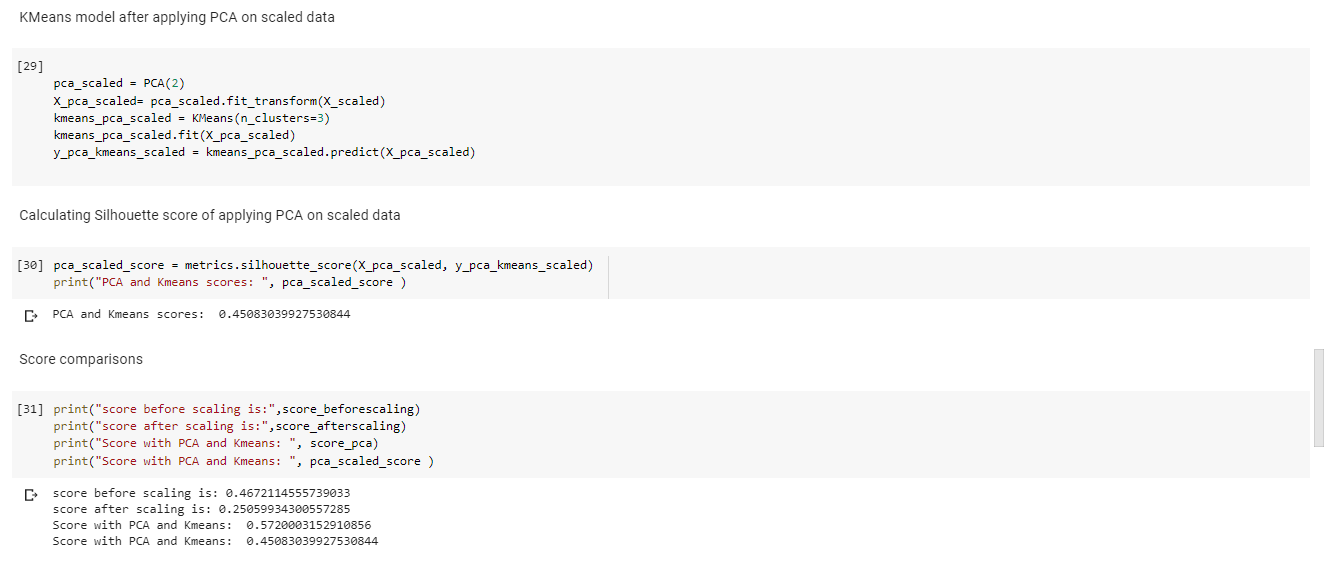 KMeans model after applying PCA on scaled data
[29]
pca_scaled = PCA(2)
X_pca_scaled= pca_scaled.fit_transform(X_scaled)
kmeans_pca_scaled = KMeans(n_clusters=3)
kmeans_pca_scaled.fit(X_pca_scaled)
y_pca_kmeans_scaled = kmeans_pca_scaled.predict(X_pca_scaled)
Calculating Silhouette score of applying PCA on scaled data
[30] pca_scaled_score = metrics.silhouette_score(X_pca_scaled, y_pca_kmeans_scaled)
print("PCA and Kmeans scores: ", pca_scaled_score )
PCA and Kmeans scores:  0.45083039927530844
Score comparisons
[31] print("score before scaling is:",score_beforescaling)
print("score after scaling is:",score_afterscaling)
print("Score with PCA and Kmeans: ", score_pca)
print("Score with PCA and Kmeans: ", pca_scaled_score )
score before scaling is: 0.4672114555739033
score after scaling is: 0.25059934300557285
Score with PCA and Kmeans:  0.5720003152910856
Score with PCA and Kmeans:  0.45083039927530844